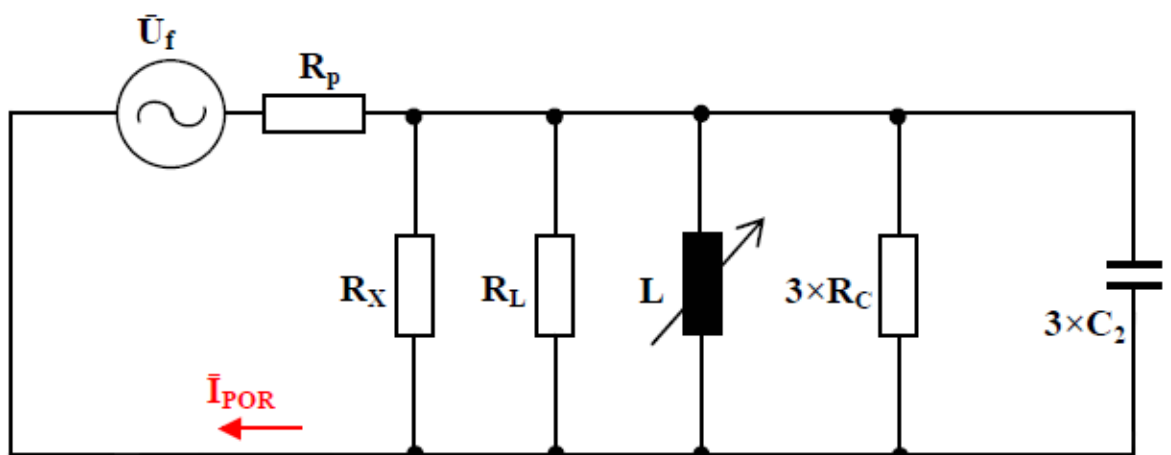 Ū_f
R_p
R_X
R_L
L
3×R_C
3×C_2
Ī_POR